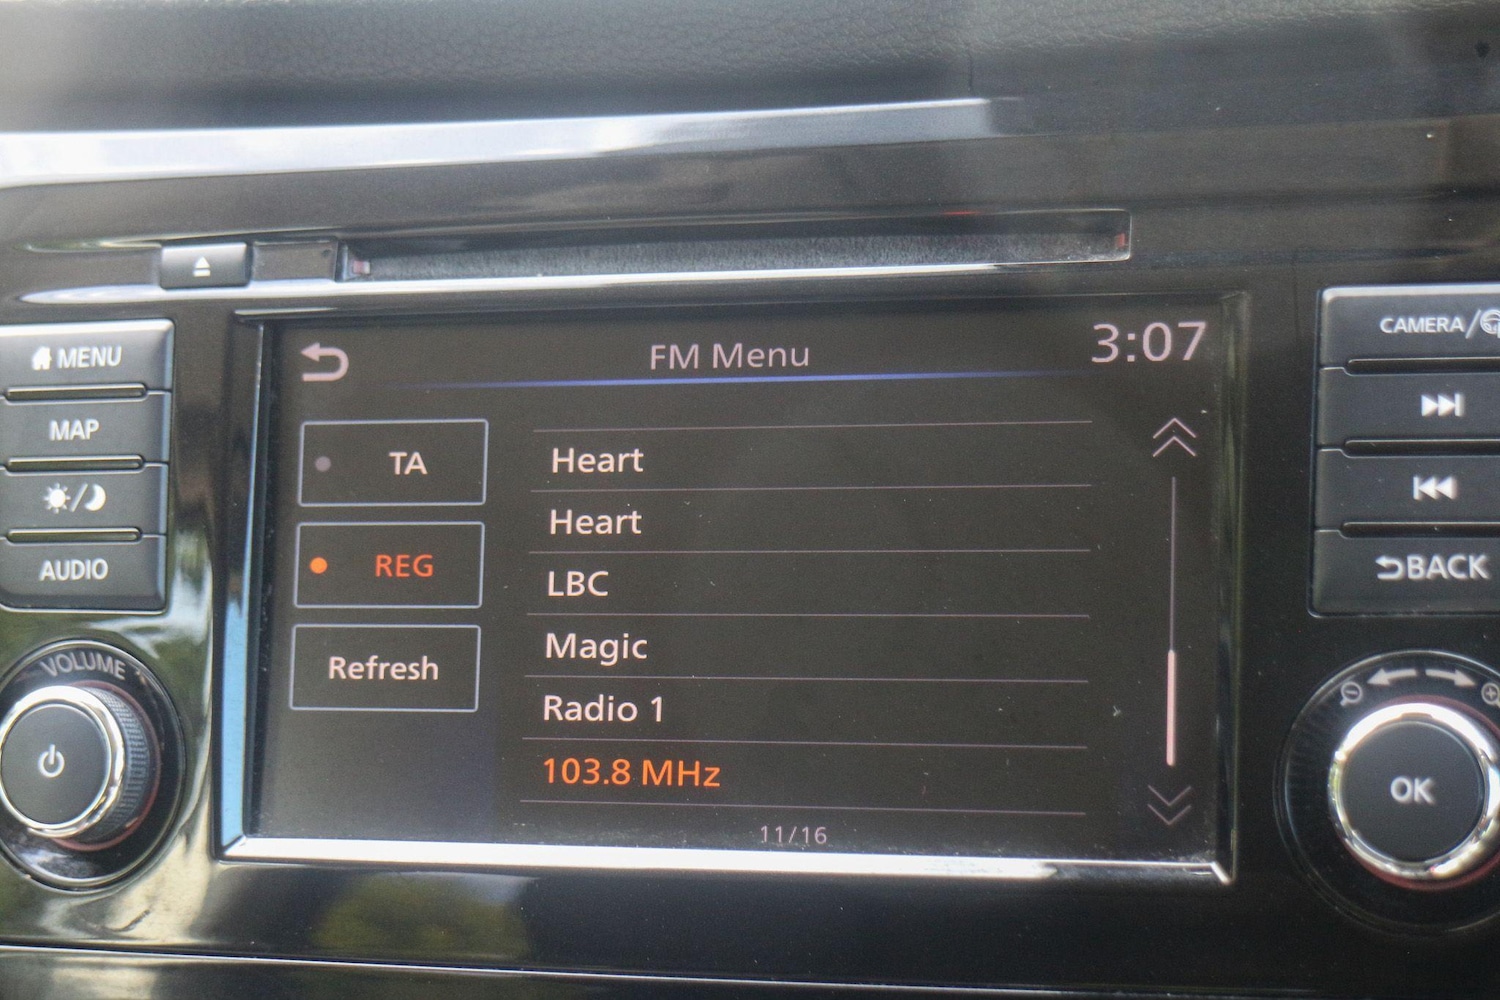 MENU
MAP
AUDIO
VOLUME
FM Menu
3:07
TA
REG
Refresh
Heart
Heart
LBC
Magic
Radio 1
103.8 MHz
11/16
CAMERA/
BACK
OK